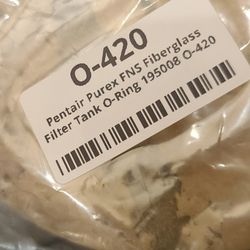 O-420
Pentair Purex FNS Fiberglass
Filter Tank O-Ring 195008 O-420